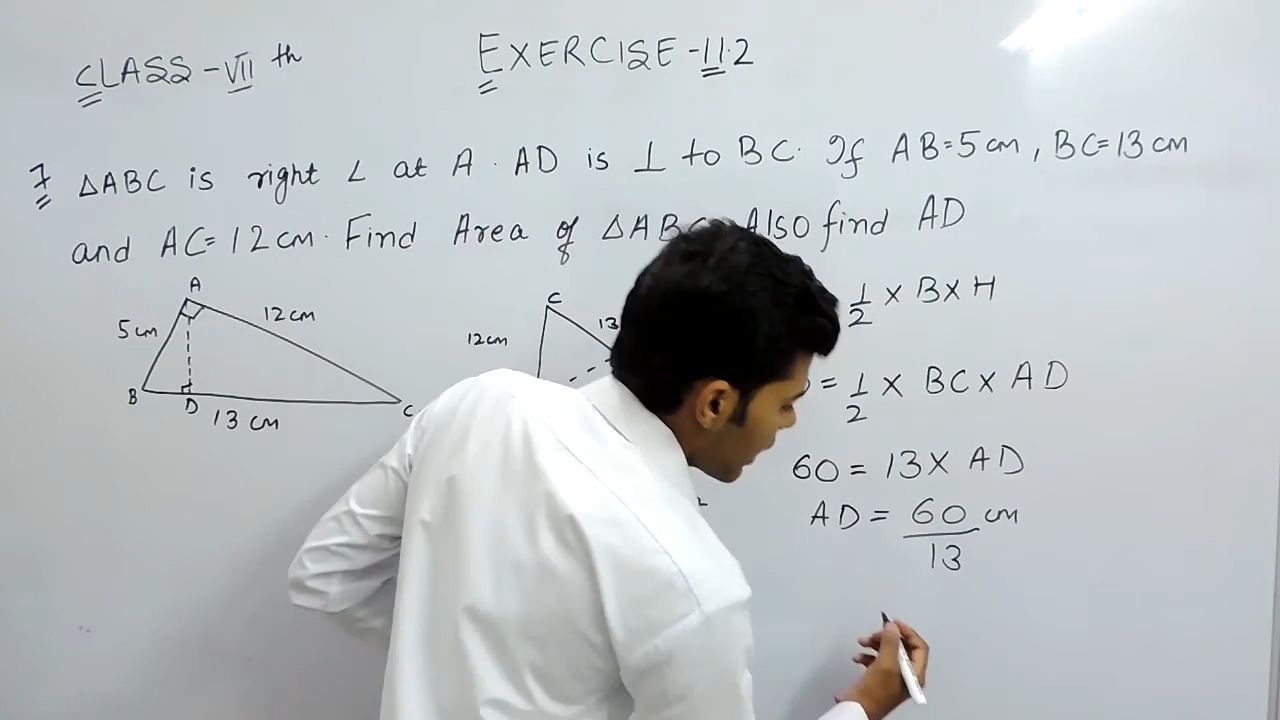 CLASS-VII th
EXERCISE-11.2
7 △ABC is right ∠ at A. AD is ⊥ to BC. If AB=5 cm, BC=13 cm
and AC=12 cm. Find Area of △ABC. Also find AD
A
5 cm
12 cm
B
D
C
13 cm
C
12 cm
13
1/2 × B × H
= 1/2 × BC × AD
60 = 13 × AD
AD = 60/13 cm